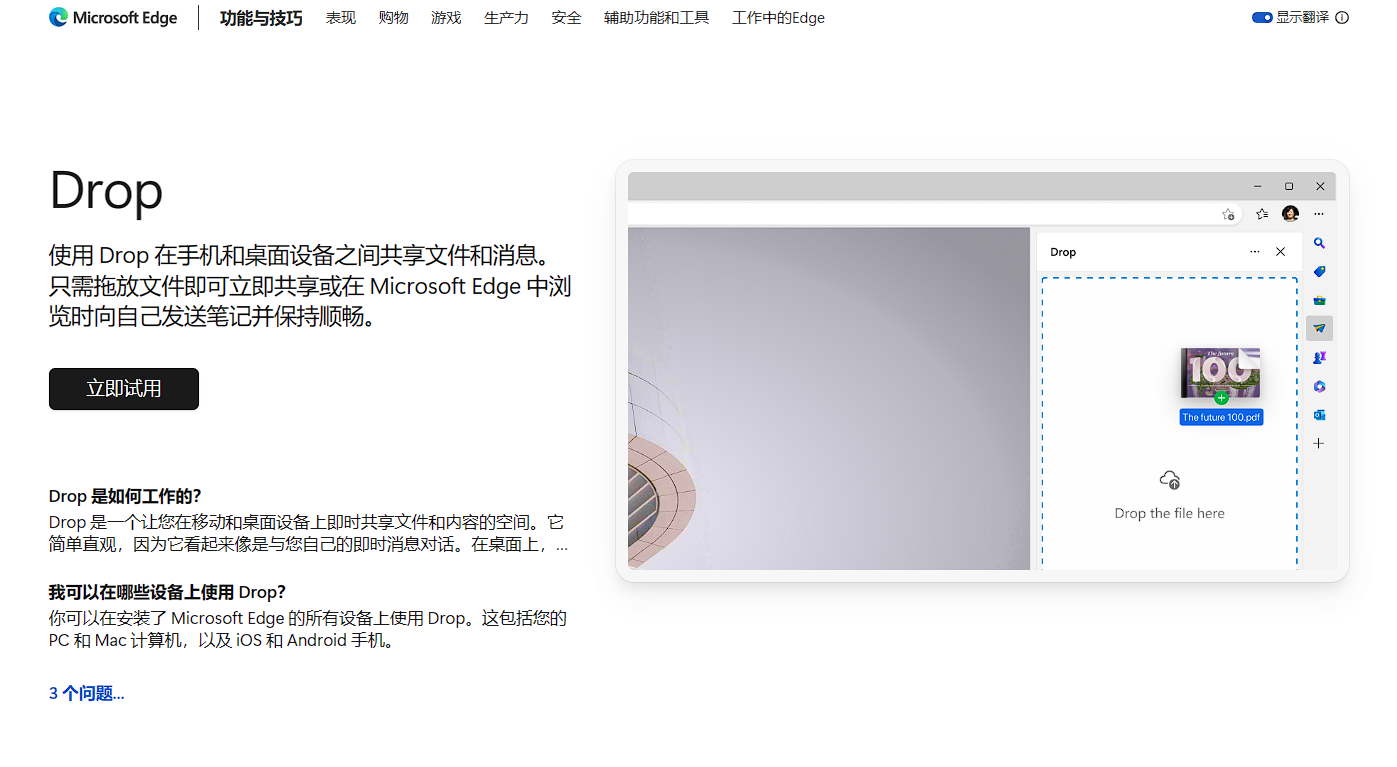 Microsoft Edge
功能与技巧
表现
购物
游戏
生产力
安全
辅助功能和工具
工作中的Edge
显示翻译
Drop
使用 Drop 在手机和桌面设备之间共享文件和消息。
只需拖放文件即可立即共享或在 Microsoft Edge 中浏
览时向自己发送笔记并保持顺畅。
立即试用
Drop 是如何工作的?
Drop 是一个让您在移动和桌面设备上即时共享文件和内容的空间。它
简单直观，因为它看起来像是与您自己的即时消息对话。在桌面上，...
我可以在哪些设备上使用 Drop?
你可以在安装了 Microsoft Edge 的所有设备上使用 Drop。这包括您的
PC 和 Mac 计算机，以及 iOS 和 Android 手机。
3 个问题...
Drop
The future
100
The future 100.pdf
Drop the file here